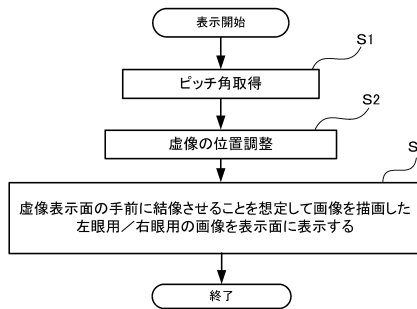 表示開始
S1
ピッチ角取得
S2
虚像の位置調整
S
虚像表示面の手前に結像させることを想定して画像を描画した
左眼用／右眼用の画像を表示面に表示する
終了